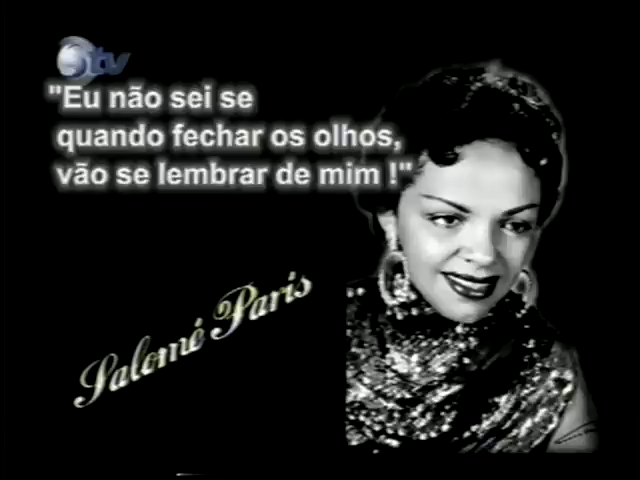 tv
"Eu não sei se
quando fechar os olhos,
vão se lembrar de mim !"
Salomé Paris